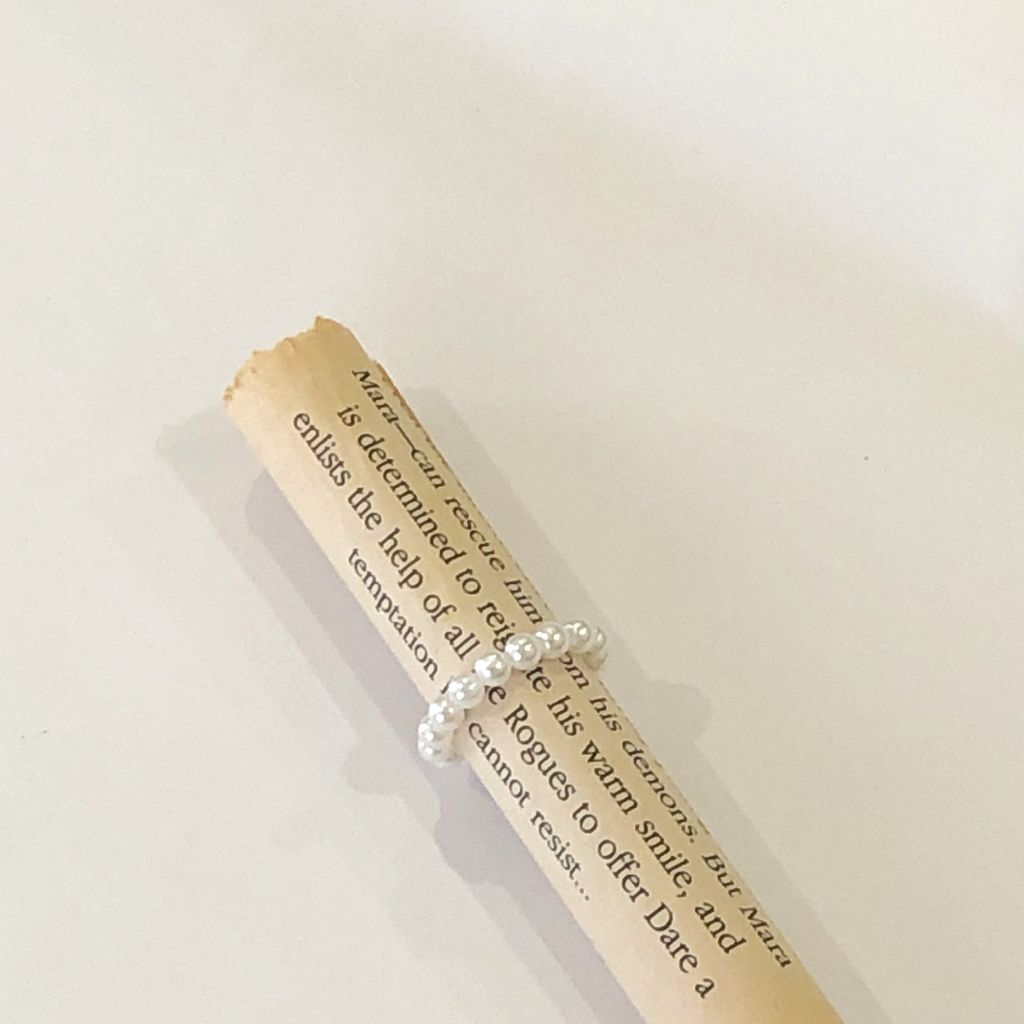 Mara—can rescue him from his demons. But Mara
is determined to reignite his warm smile, and
enlists the help of all the Rogues to offer Dare a
temptation he cannot resist...